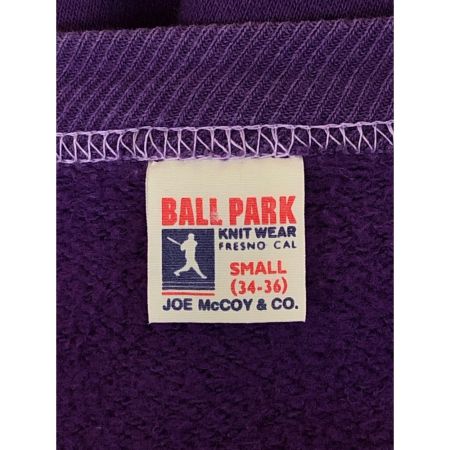 BALL PARK
KNIT WEAR
FRESNO CAL
SMALL
(34-36)
JOE McCOY & CO.